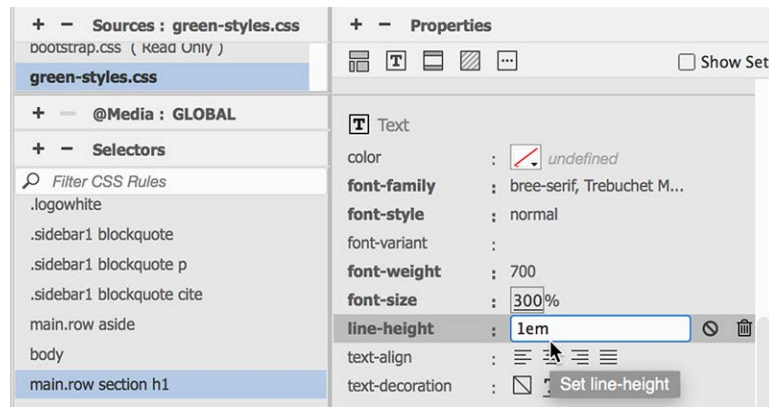 + − Sources : green-styles.css
bootstrap.css ( Read Only )
green-styles.css
+ − @Media : GLOBAL
+ − Selectors
Filter CSS Rules
.logowhite
.sidebar1 blockquote
.sidebar1 blockquote p
.sidebar1 blockquote cite
main.row aside
body
main.row section h1
+ − Properties
T
Show Set
T Text
color : undefined
font-family : bree-serif, Trebuchet M...
font-style : normal
font-variant :
font-weight : 700
font-size : 300%
line-height : 1em
text-align :
text-decoration :
Set line-height